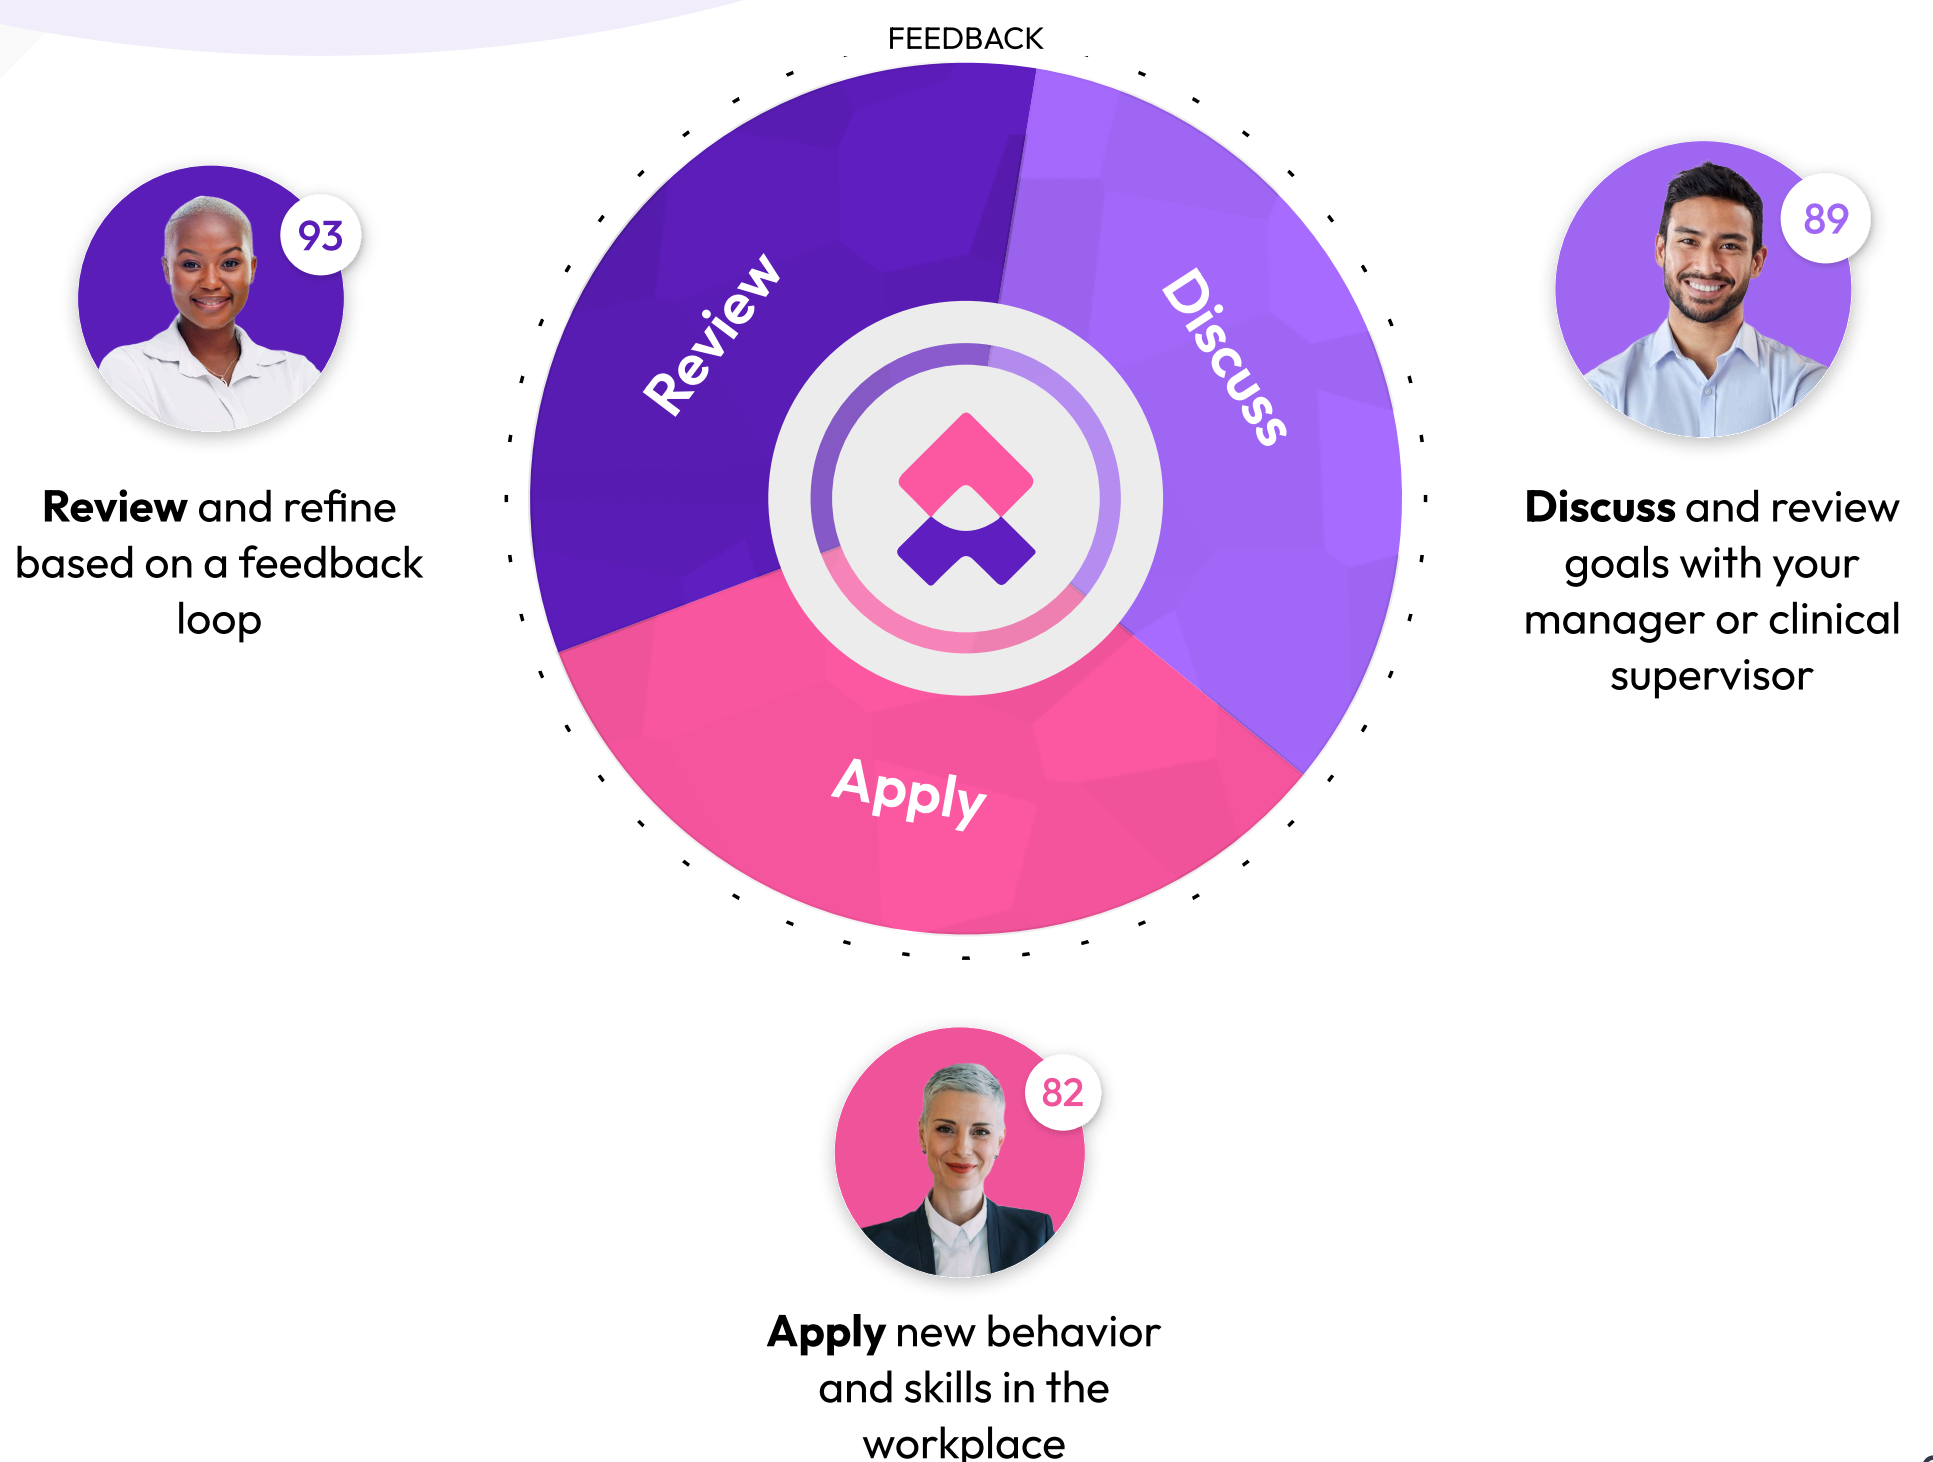 FEEDBACK
Review
Discuss
Apply
93
Review and refine
based on a feedback
loop
89
Discuss and review
goals with your
manager or clinical
supervisor
82
Apply new behavior
and skills in the
workplace